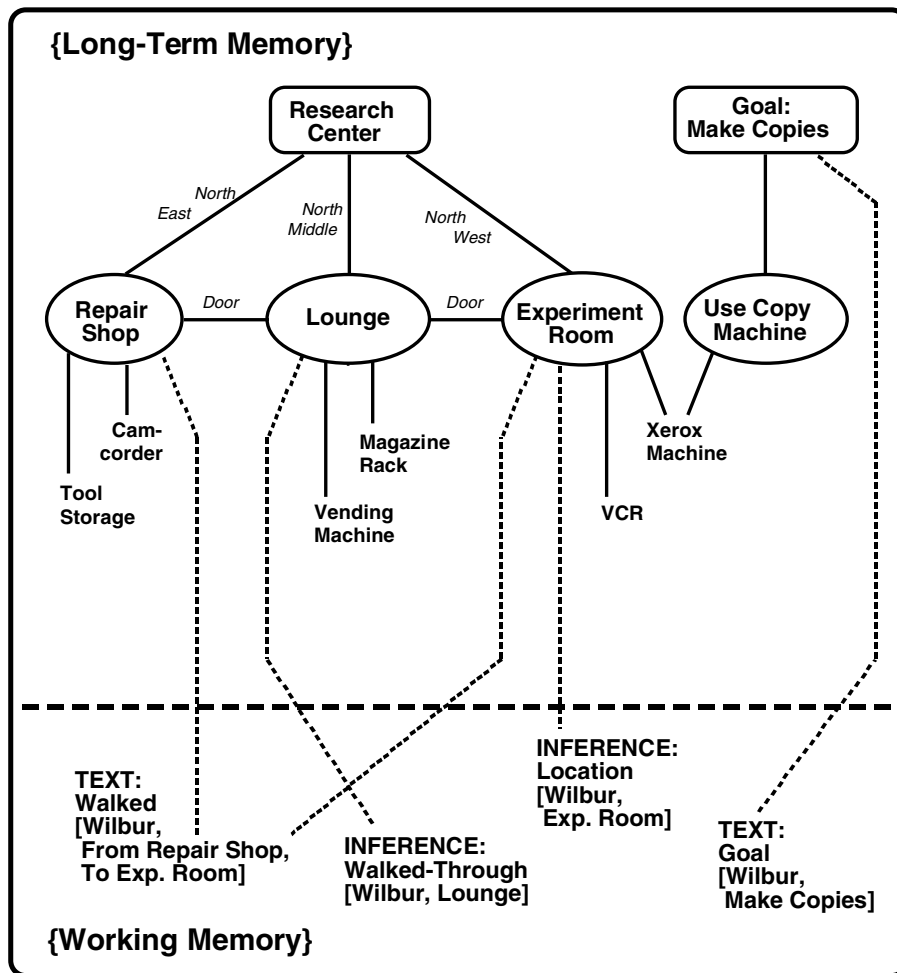 {Long-Term Memory}
Research
Center
Goal:
Make Copies
North
East
North
Middle
North
West
Repair
Shop
Door
Lounge
Door
Experiment
Room
Use Copy
Machine
Cam-
corder
Tool
Storage
Magazine
Rack
Vending
Machine
Xerox
Machine
VCR
TEXT:
Walked
[Wilbur,
From Repair Shop,
To Exp. Room]
INFERENCE:
Walked-Through
[Wilbur, Lounge]
INFERENCE:
Location
[Wilbur,
Exp. Room]
TEXT:
Goal
[Wilbur,
Make Copies]
{Working Memory}